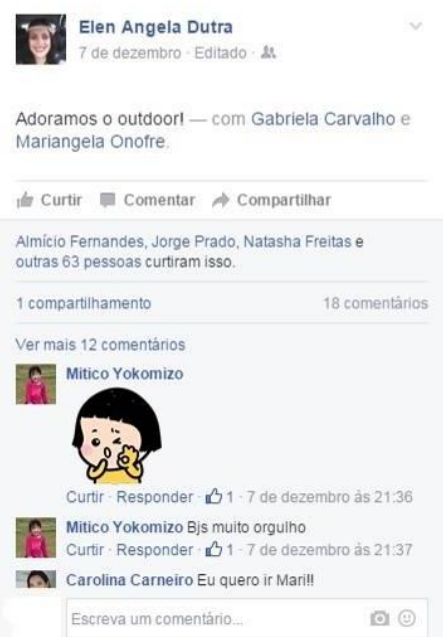 Elen Angela Dutra
7 de dezembro · Editado ·
Adoramos o outdoor! — com Gabriela Carvalho e
Mariangela Onofre.
Curtir Comentar Compartilhar
Almício Fernandes, Jorge Prado, Natasha Freitas e
outras 63 pessoas curtiram isso.
1 compartilhamento 18 comentários
Ver mais 12 comentários
Mitico Yokomizo
Curtir · Responder · 1 · 7 de dezembro às 21:36
Mitico Yokomizo Bjs muito orgulho
Curtir · Responder · 1 · 7 de dezembro às 21:37
Carolina Carneiro Eu quero ir Mari!!
Escreva um comentário...